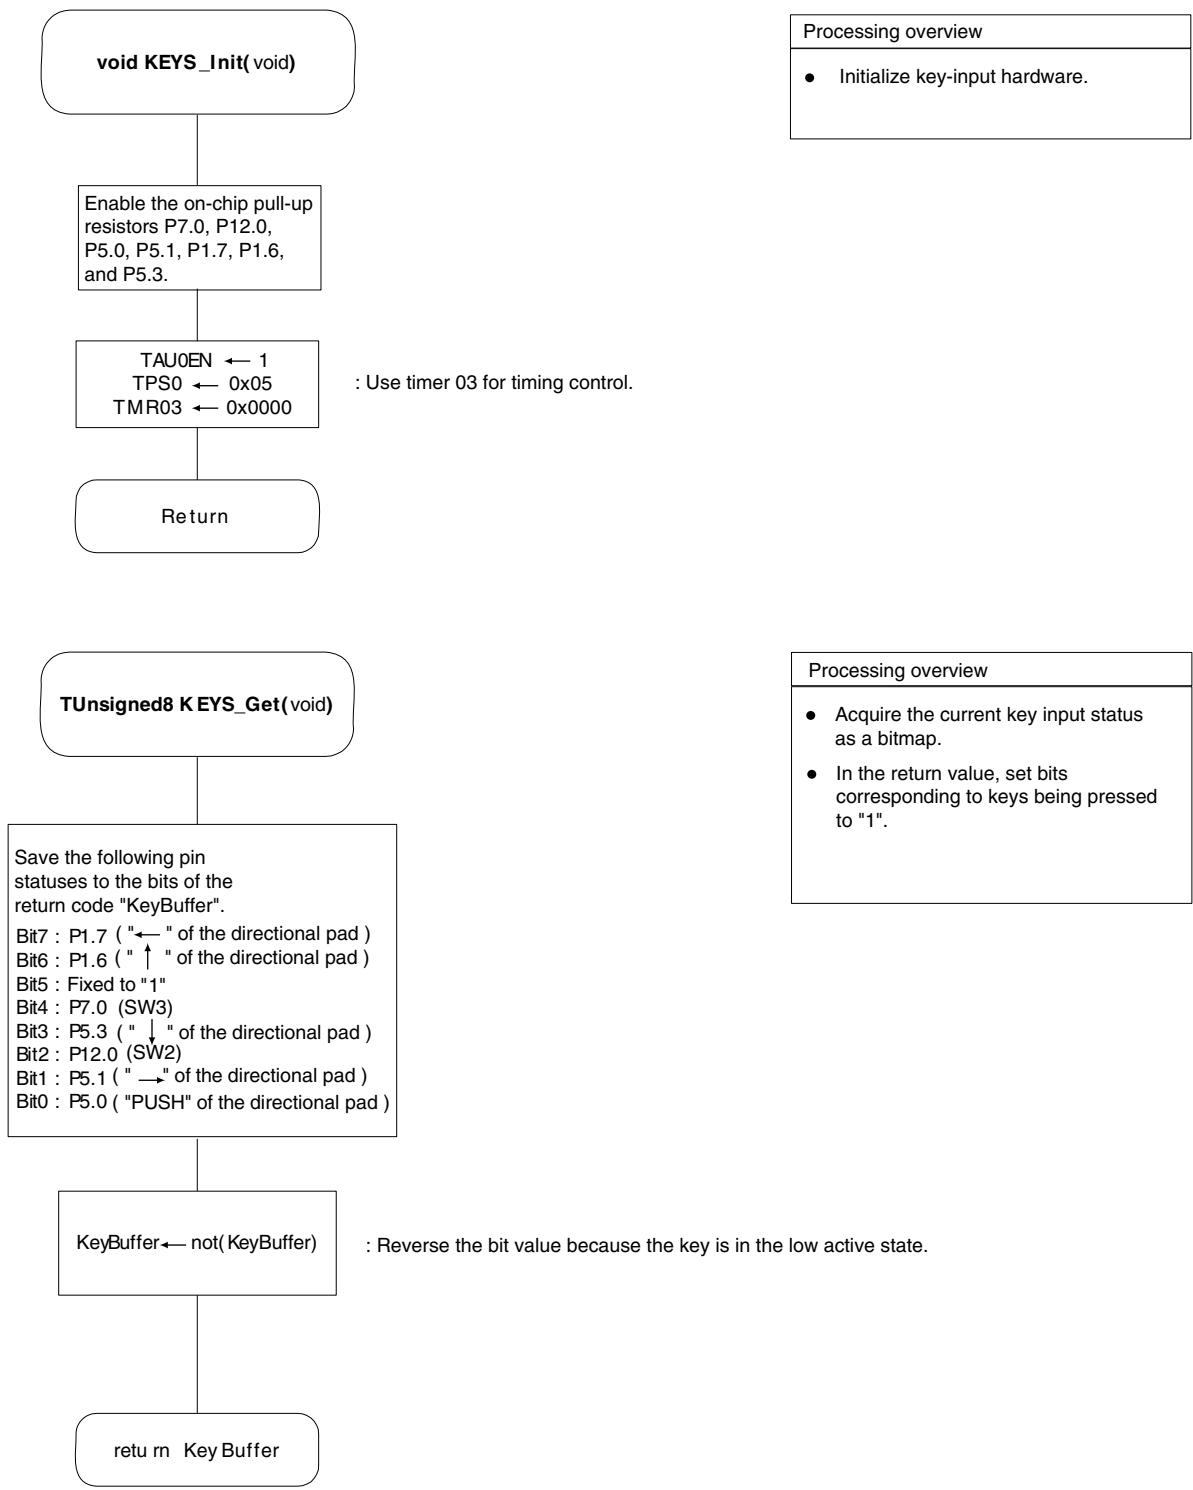 void KEYS_Init(void)
Processing overview
● Initialize key-input hardware.
Enable the on-chip pull-up
resistors P7.0, P12.0,
P5.0, P5.1, P1.7, P1.6,
and P5.3.
TAU0EN ← 1
TPS0 ← 0x05
TMR03 ← 0x0000
: Use timer 03 for timing control.
Return
TUnsigned8 KEYS_Get(void)
Processing overview
● Acquire the current key input status
as a bitmap.
● In the return value, set bits
corresponding to keys being pressed
to "1".
Save the following pin
statuses to the bits of the
return code "KeyBuffer".
Bit7 : P1.7 ( "←" of the directional pad )
Bit6 : P1.6 ( "↑" of the directional pad )
Bit5 : Fixed to "1"
Bit4 : P7.0 (SW3)
Bit3 : P5.3 ( "↓" of the directional pad )
Bit2 : P12.0 (SW2)
Bit1 : P5.1 ( "→" of the directional pad )
Bit0 : P5.0 ( "PUSH" of the directional pad )
KeyBuffer ← not(KeyBuffer)
: Reverse the bit value because the key is in the low active state.
return KeyBuffer